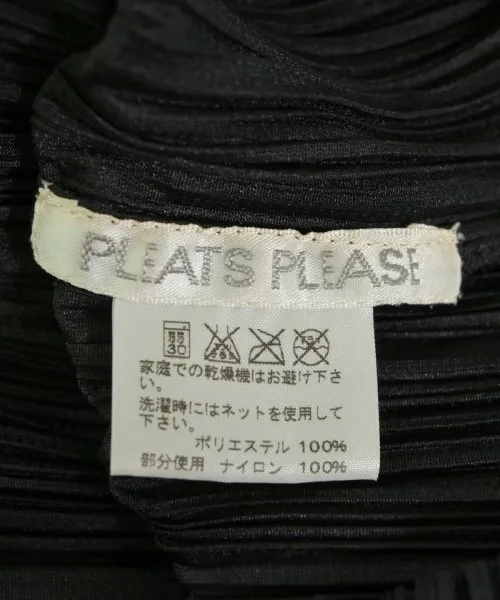 PLEATS PLEASE
弱
30
家庭での乾燥機はお避け下さ
い。
洗濯時にはネットを使用して
下さい。
ポリエステル 100%
部分使用 ナイロン 100%